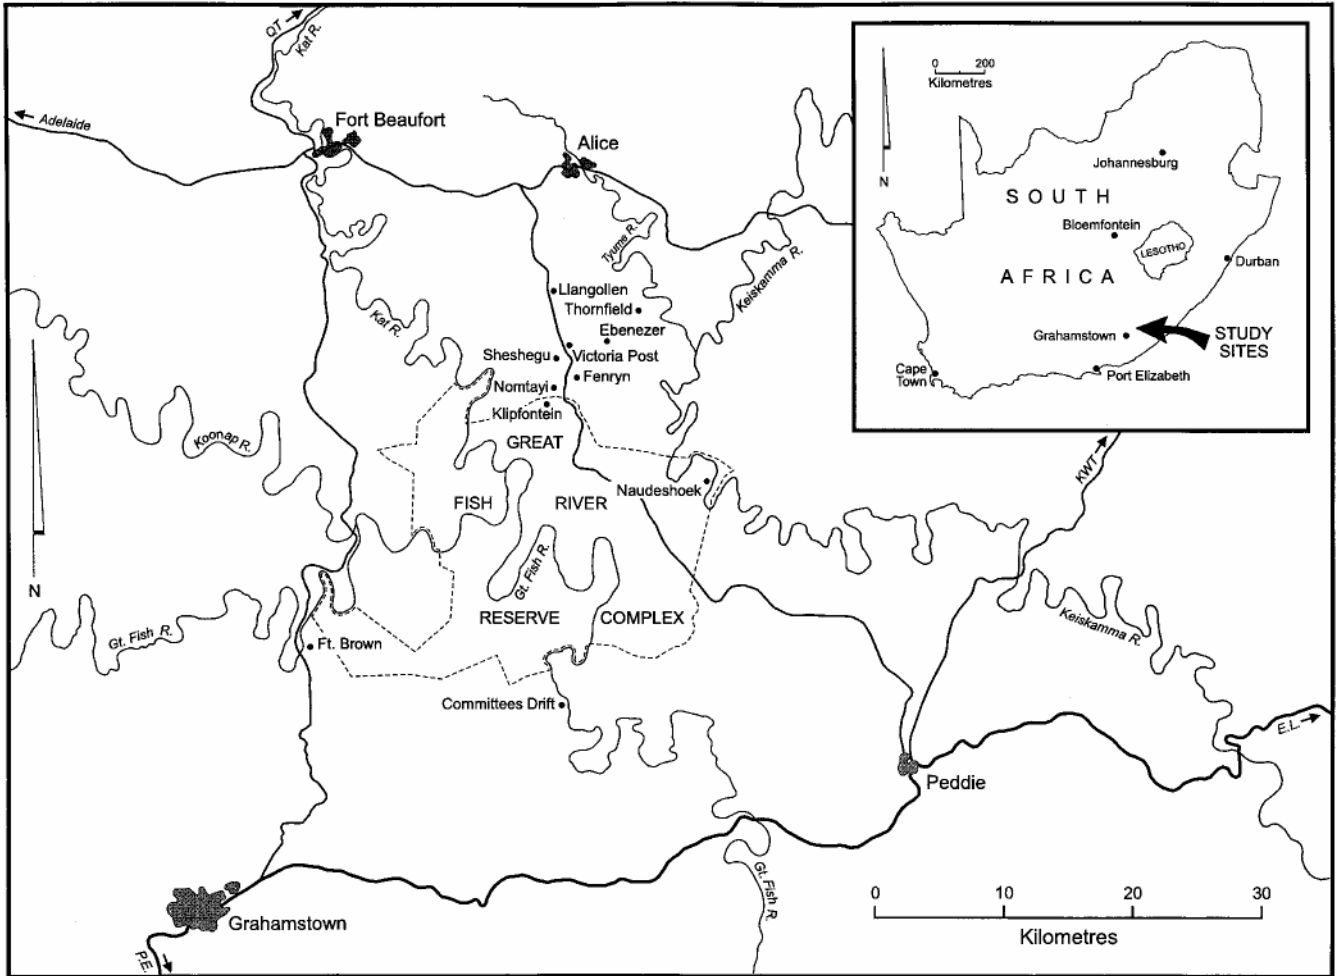 QT
Kat R.
Adelaide
Fort Beaufort
Alice
Tyume R.
Keiskamma R.
Llangollen
Thornfield
Ebenezer
Kat R.
Sheshegu
Victoria Post
Fenryn
Nomtayi
Klipfontein
Koonap R.
GREAT
FISH
RIVER
Naudeshoek
KWT
Gt. Fish R.
N
RESERVE
COMPLEX
Gt. Fish R.
Ft. Brown
Keiskamma R.
Committees Drift
E.L.
Peddie
Gt. Fish R.
Grahamstown
P.E.
0 10 20 30
Kilometres
0 200
Kilometres
N
Johannesburg
SOUTH
Bloemfontein
LESOTHO
Durban
AFRICA
Grahamstown
STUDY
SITES
Cape
Town
Port Elizabeth